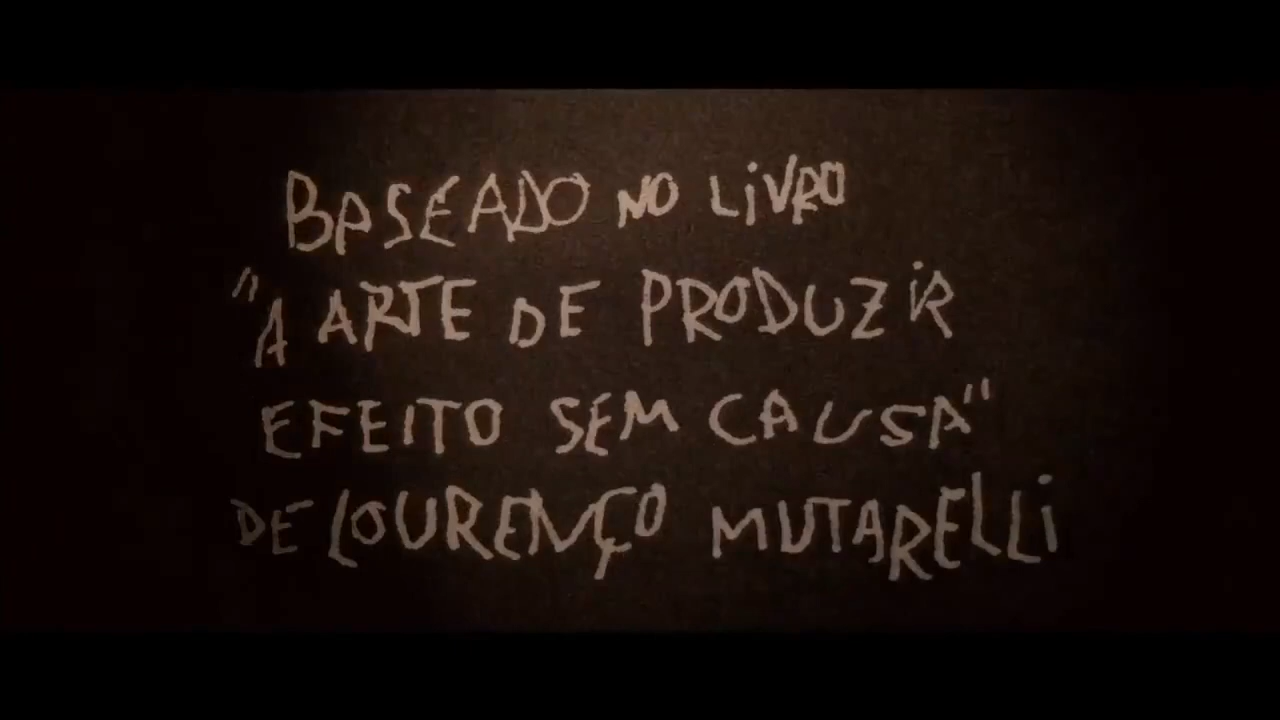 BASEADO NO LiVRO
"A ARTE DE PRODUZiR
EFEITO SEM CAUSA"
DE LOURENÇO MUTARELLi